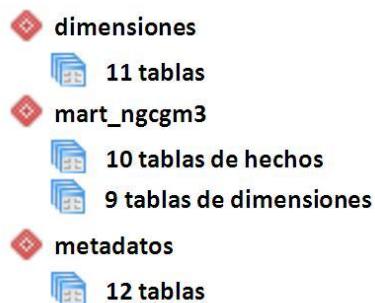 dimensiones
11 tablas
mart_ngcgm3
10 tablas de hechos
9 tablas de dimensiones
metadatos
12 tablas